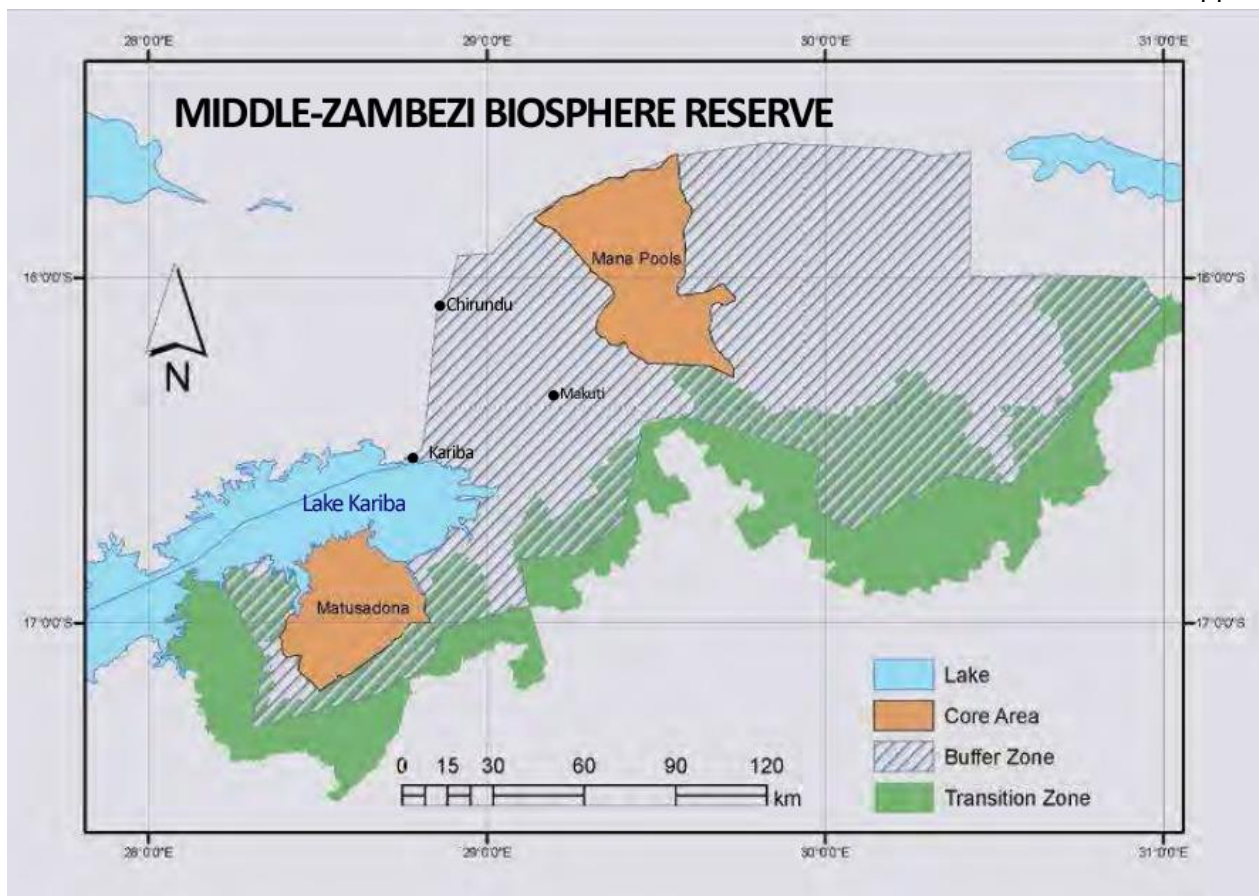 28°0'0"E 29°0'0"E 30°0'0"E 31°0'0"E
MIDDLE-ZAMBEZI BIOSPHERE RESERVE
Mana Pools
16°0'0"S 16°0'0"S
Chirundu
N
Makuti
Kariba
Lake Kariba
Matusadona
17°0'0"S 17°0'0"S
Lake
Core Area
0 15 30 60 90 120
Buffer Zone
km
Transition Zone
28°0'0"E 29°0'0"E 30°0'0"E 31°0'0"E